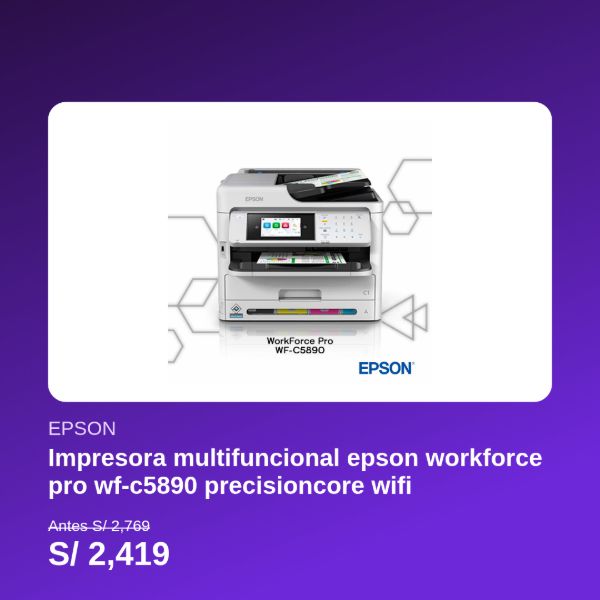 EPSON
WorkForce Pro
WF-C5890
EPSON
EPSON
Impresora multifuncional epson workforce
pro wf-c5890 precisioncore wifi
Antes S/ 2,769
S/ 2,419